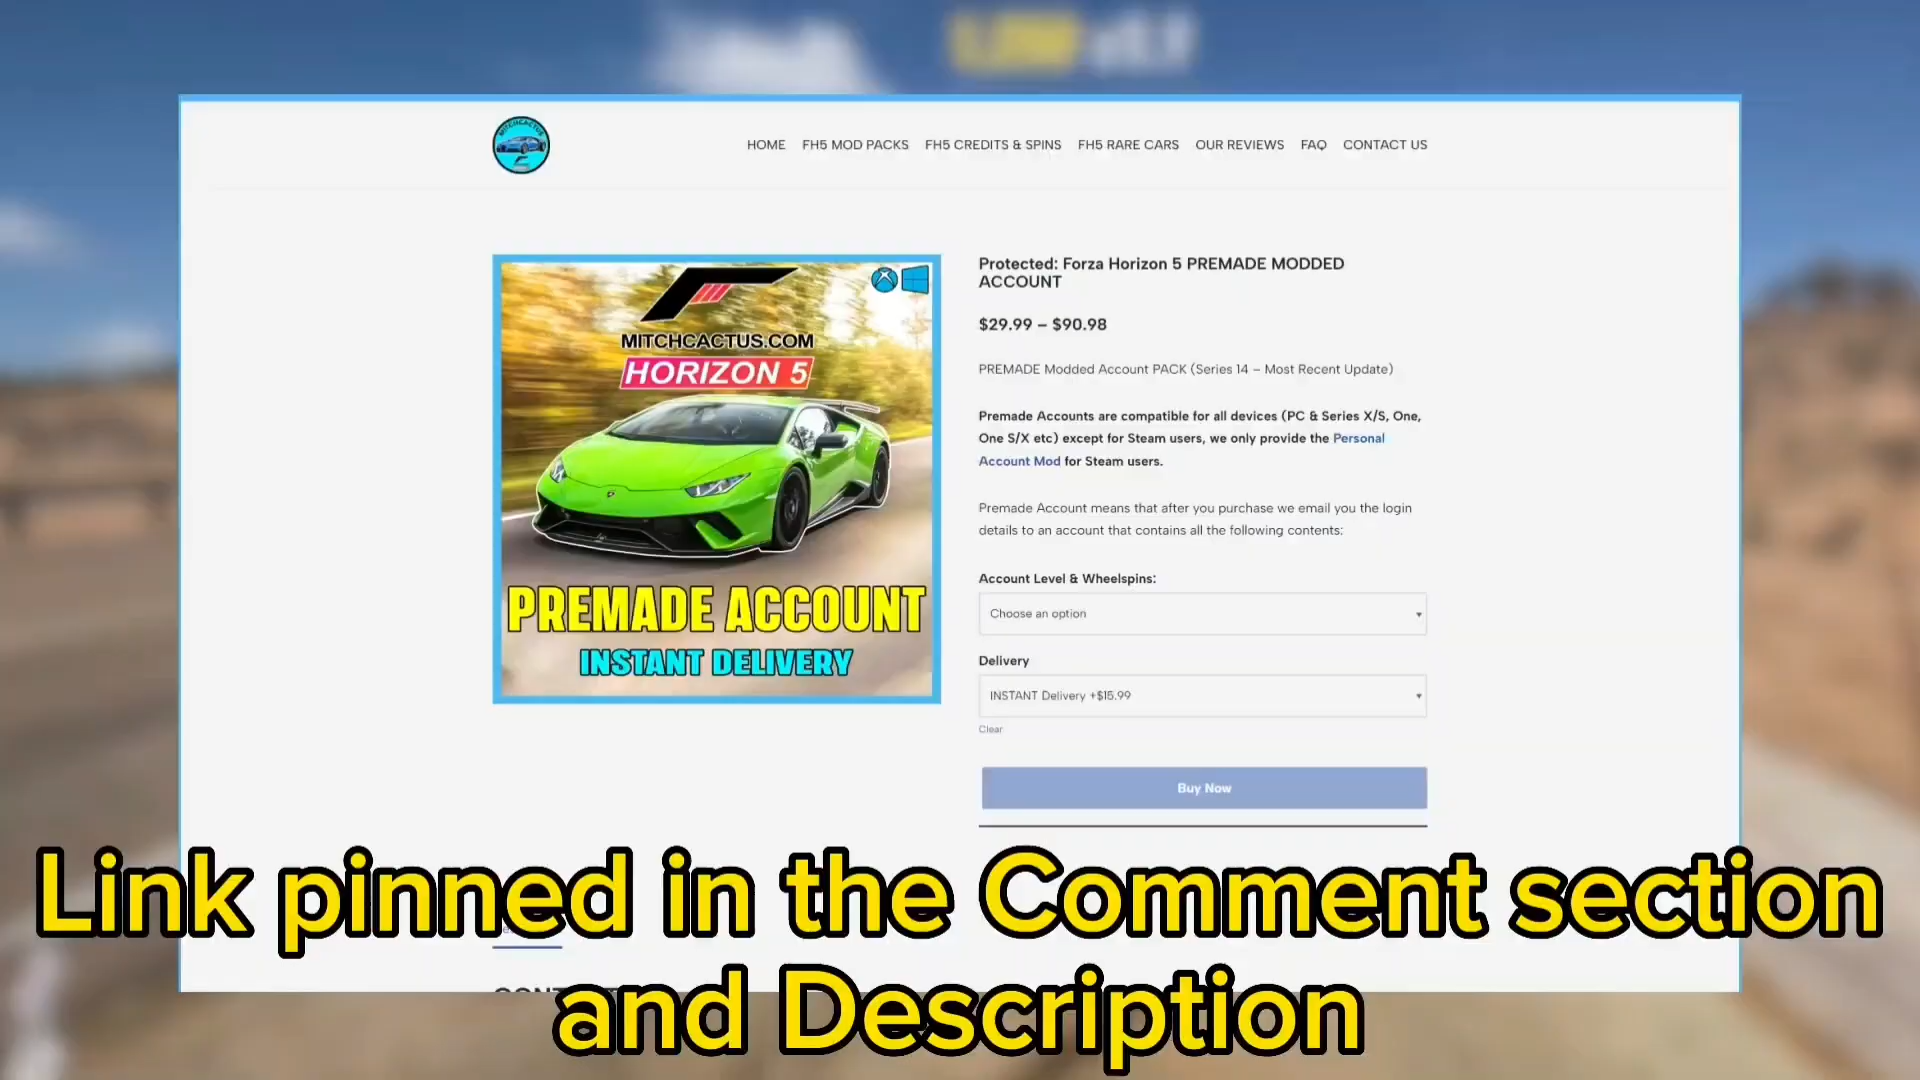 MITCHCACTUS
HOME FH5 MOD PACKS FH5 CREDITS & SPINS FH5 RARE CARS OUR REVIEWS FAQ CONTACT US
MITCHCACTUS.COM
HORIZON 5
PREMADE ACCOUNT
INSTANT DELIVERY
Protected: Forza Horizon 5 PREMADE MODDED
ACCOUNT
$29.99 – $90.98
PREMADE Modded Account PACK (Series 14 – Most Recent Update)
Premade Accounts are compatible for all devices (PC & Series X/S, One,
One S/X etc) except for Steam users, we only provide the Personal
Account Mod for Steam users.
Premade Account means that after you purchase we email you the login
details to an account that contains all the following contents:
Account Level & Wheelspins:
Choose an option
Delivery
INSTANT Delivery +$15.99
Clear
Buy Now
Link pinned in the Comment section
and Description